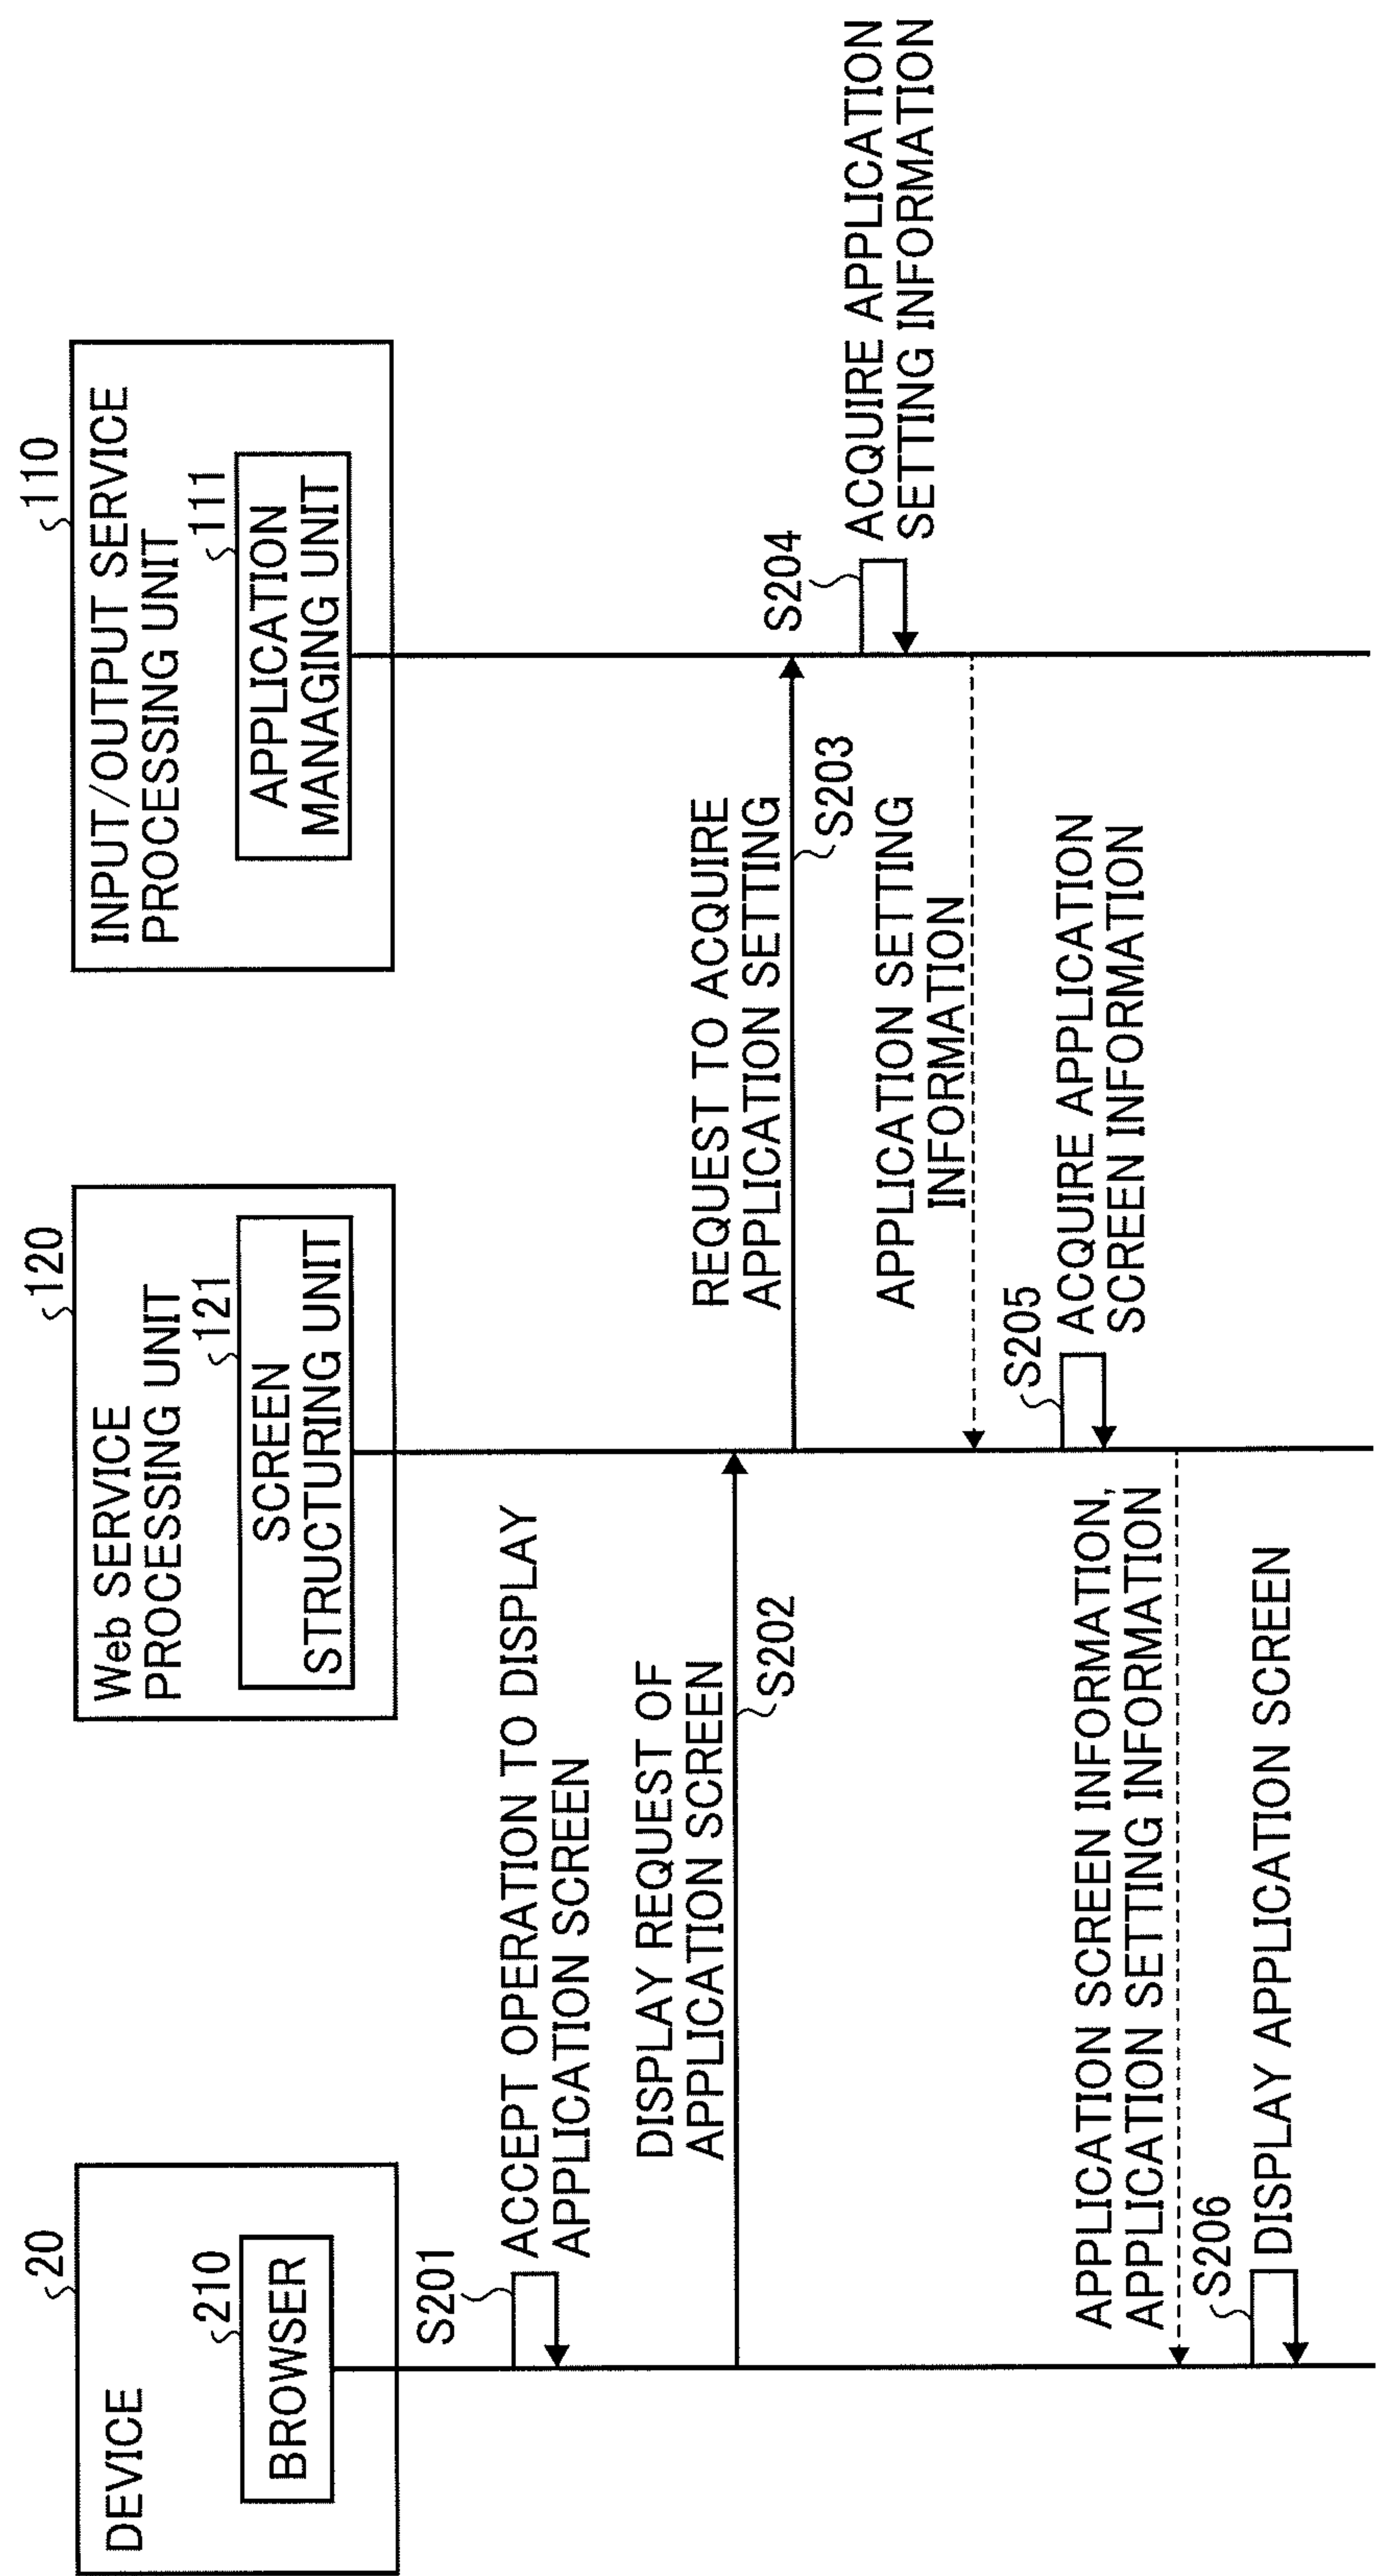 20
DEVICE
210
BROWSER
120
Web SERVICE
PROCESSING UNIT
121
SCREEN
STRUCTURING UNIT
110
INPUT/OUTPUT SERVICE
PROCESSING UNIT
111
APPLICATION
MANAGING UNIT
S201
ACCEPT OPERATION TO DISPLAY
APPLICATION SCREEN
DISPLAY REQUEST OF
APPLICATION SCREEN
S202
REQUEST TO ACQUIRE
APPLICATION SETTING
S203
S204
ACQUIRE APPLICATION
SETTING INFORMATION
APPLICATION SETTING
INFORMATION
S205
ACQUIRE APPLICATION
SCREEN INFORMATION
APPLICATION SCREEN INFORMATION,
APPLICATION SETTING INFORMATION
S206
DISPLAY APPLICATION SCREEN